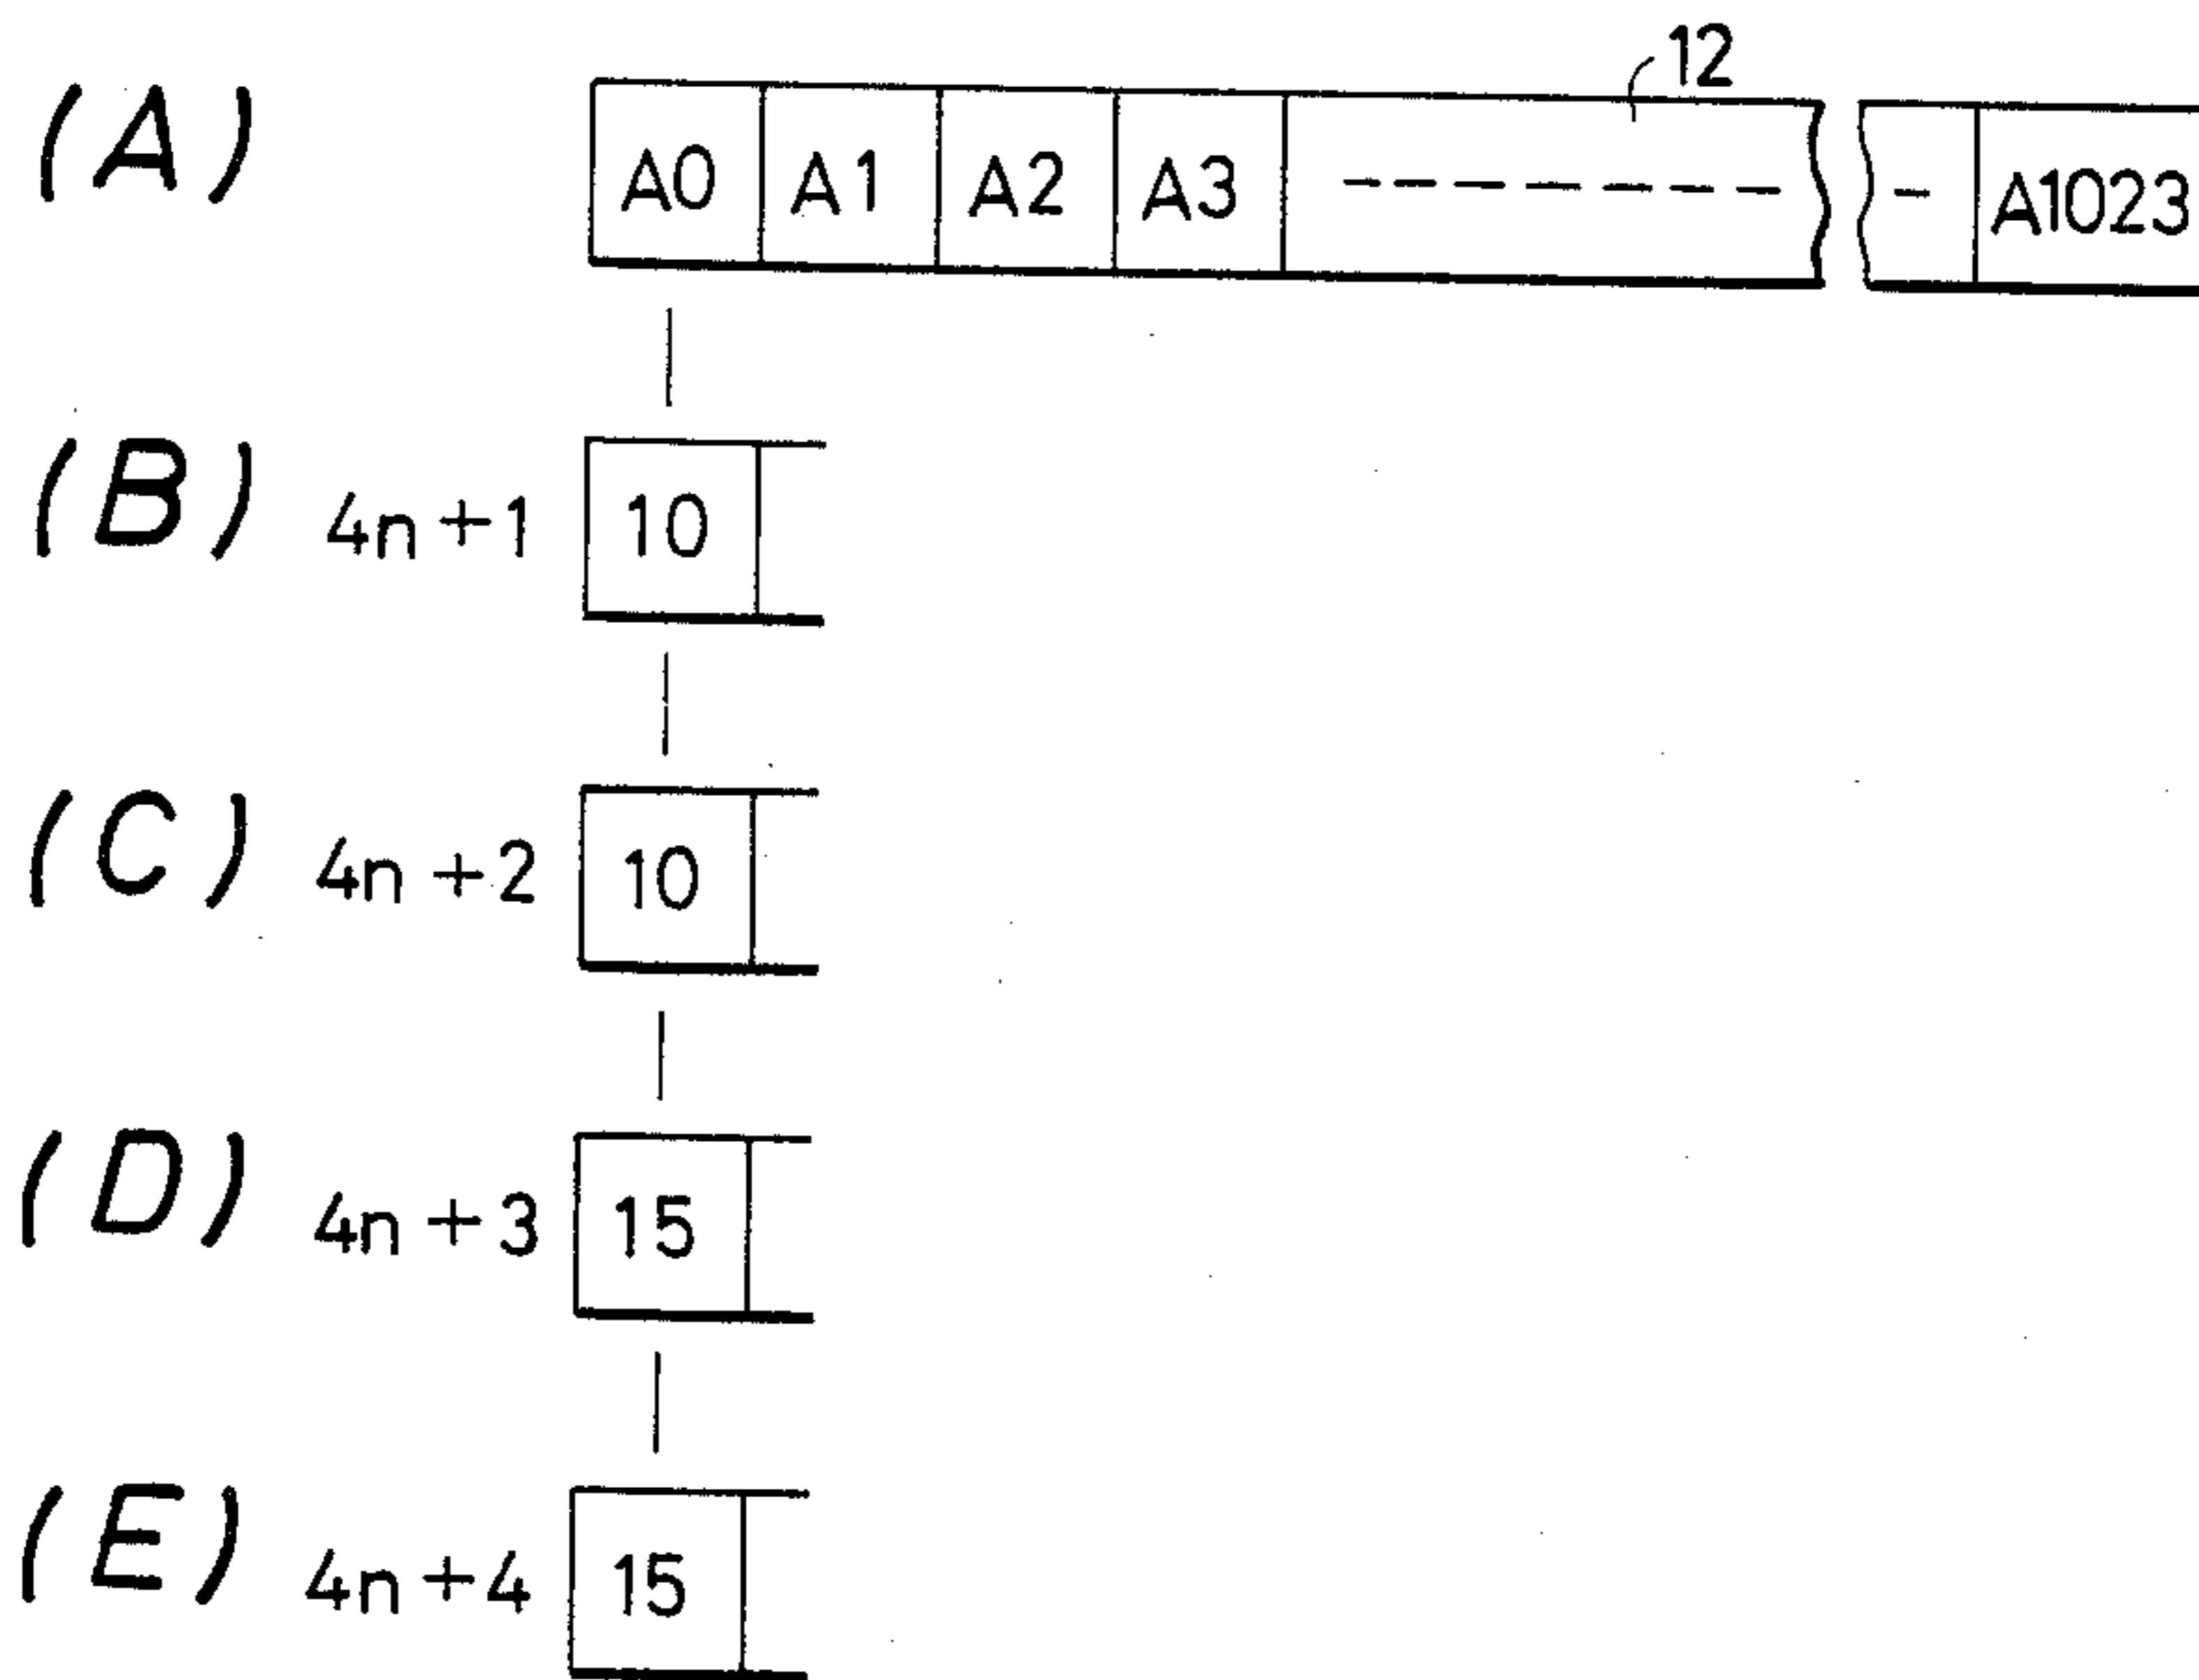 12
(A) A0 A1 A2 A3 ------- - A1023
(B) 4n+1 10
(C) 4n+2 10
(D) 4n+3 15
(E) 4n+4 15